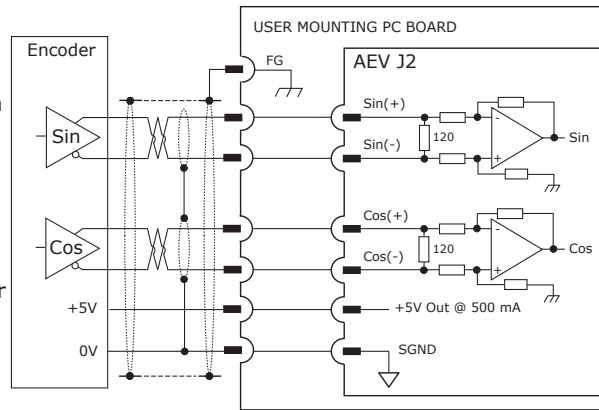 USER MOUNTING PC BOARD
Encoder
FG
AEV J2
Sin(+)
Sin
120
Sin
Sin(-)
Cos(+)
Cos
120
Cos
Cos(-)
+5V
+5V Out @ 500 mA
0V
SGND